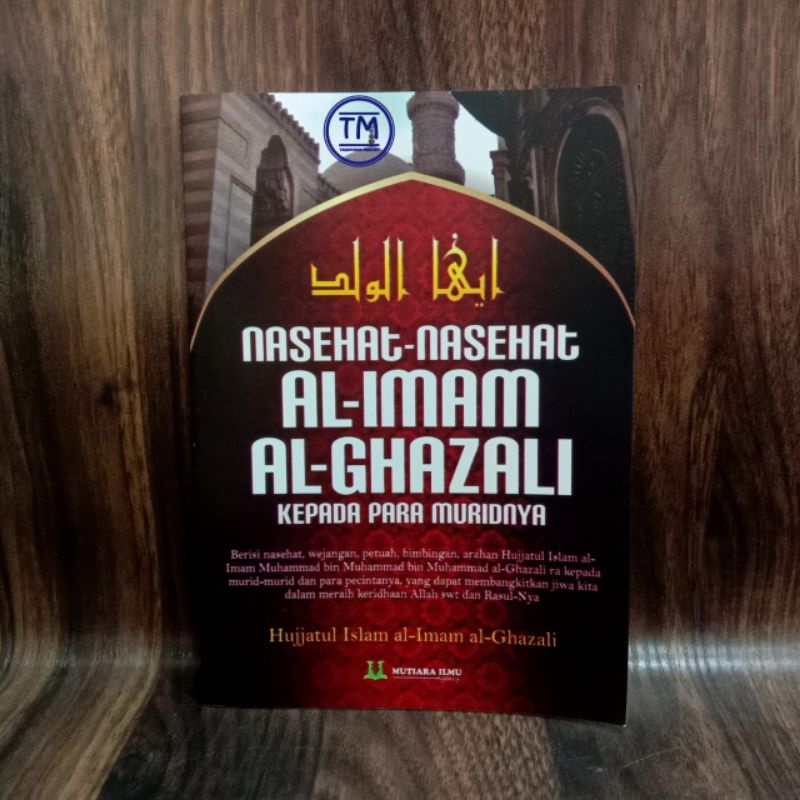 TM
ايها الولد
NASEHAt-NASEHAt
AL-IMAM
AL-GHAZALI
KEPADA PARA MURIDNYA
Berisi nasehat, wejangan, petuah, bimbingan, arahan Hujjatul Islam al-
Imam Muhammad bin Muhammad bin Muhammad al-Ghazali ra kepada
murid-murid dan para pecintanya, yang dapat membangkitkan jiwa kita
dalam meraih keridhaan Allah swt dan Rasul-Nya
Hujjatul Islam al-Imam al-Ghazali
MUTIARA ILMU